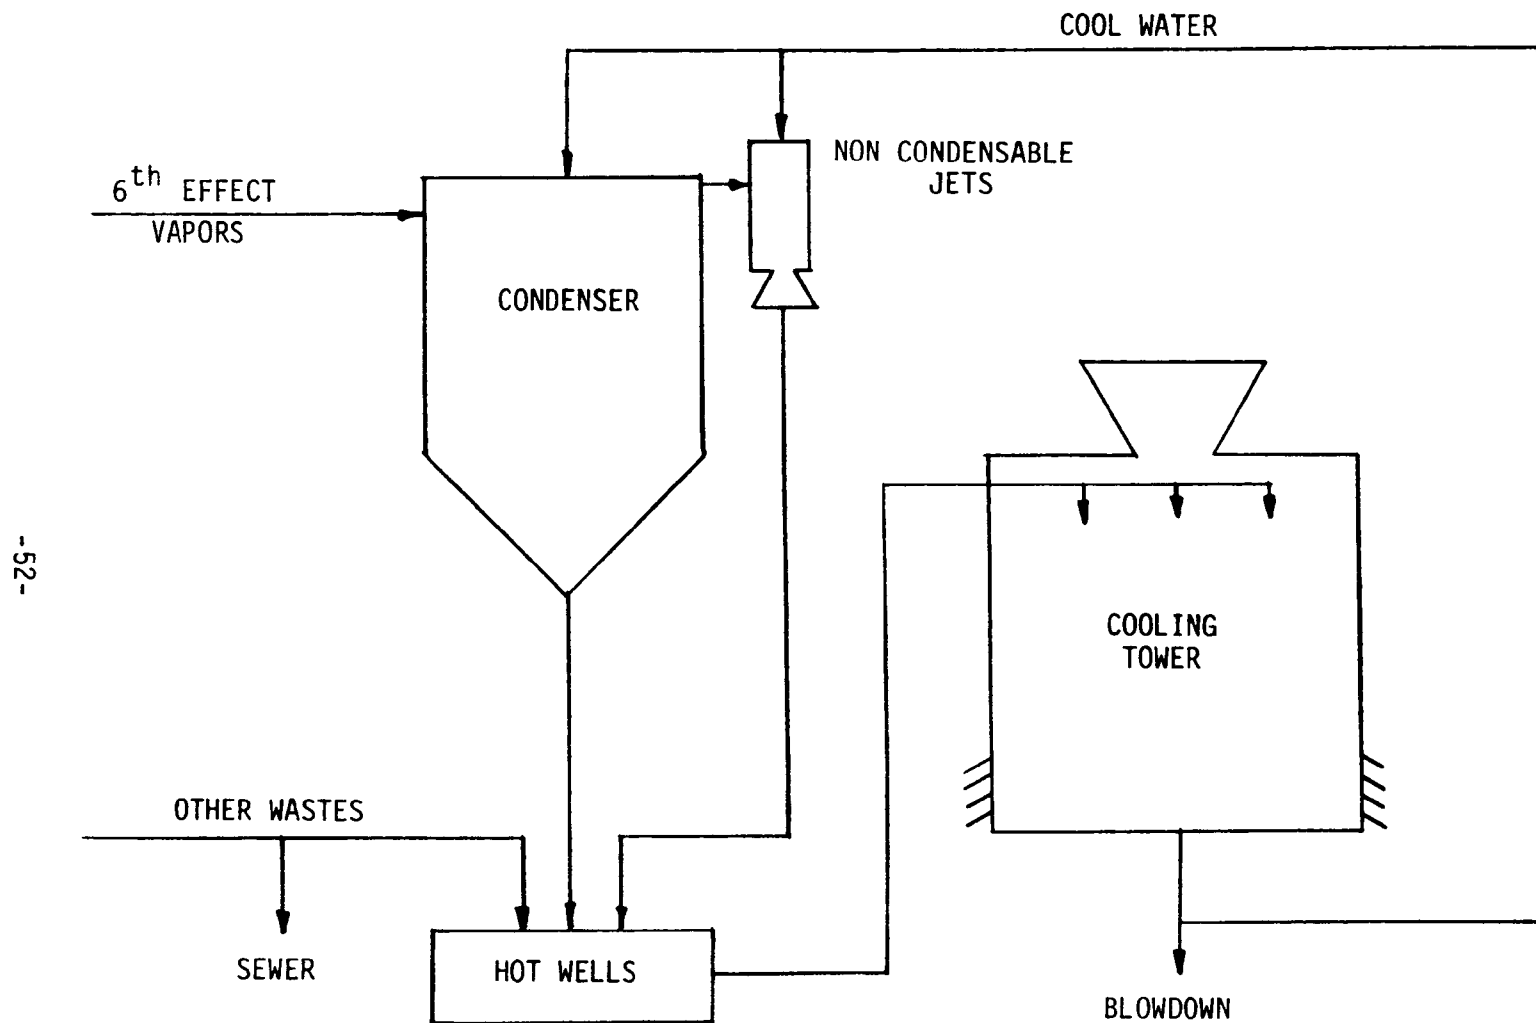 COOL WATER
NON CONDENSABLE
JETS
6th EFFECT
VAPORS
CONDENSER
-52-
COOLING
TOWER
OTHER WASTES
SEWER
HOT WELLS
BLOWDOWN